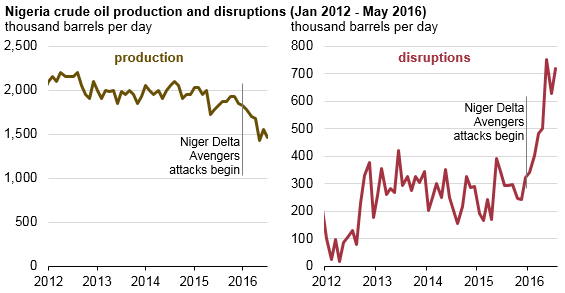 Nigeria crude oil production and disruptions (Jan 2012 - May 2016)
thousand barrels per day
thousand barrels per day
production
2,500
2,000
1,500
1,000
500
0
Niger Delta
Avengers
attacks begin
2012 2013 2014 2015 2016
disruptions
800
700
600
500
400
300
200
100
0
Niger Delta
Avengers
attacks begin
2012 2013 2014 2015 2016